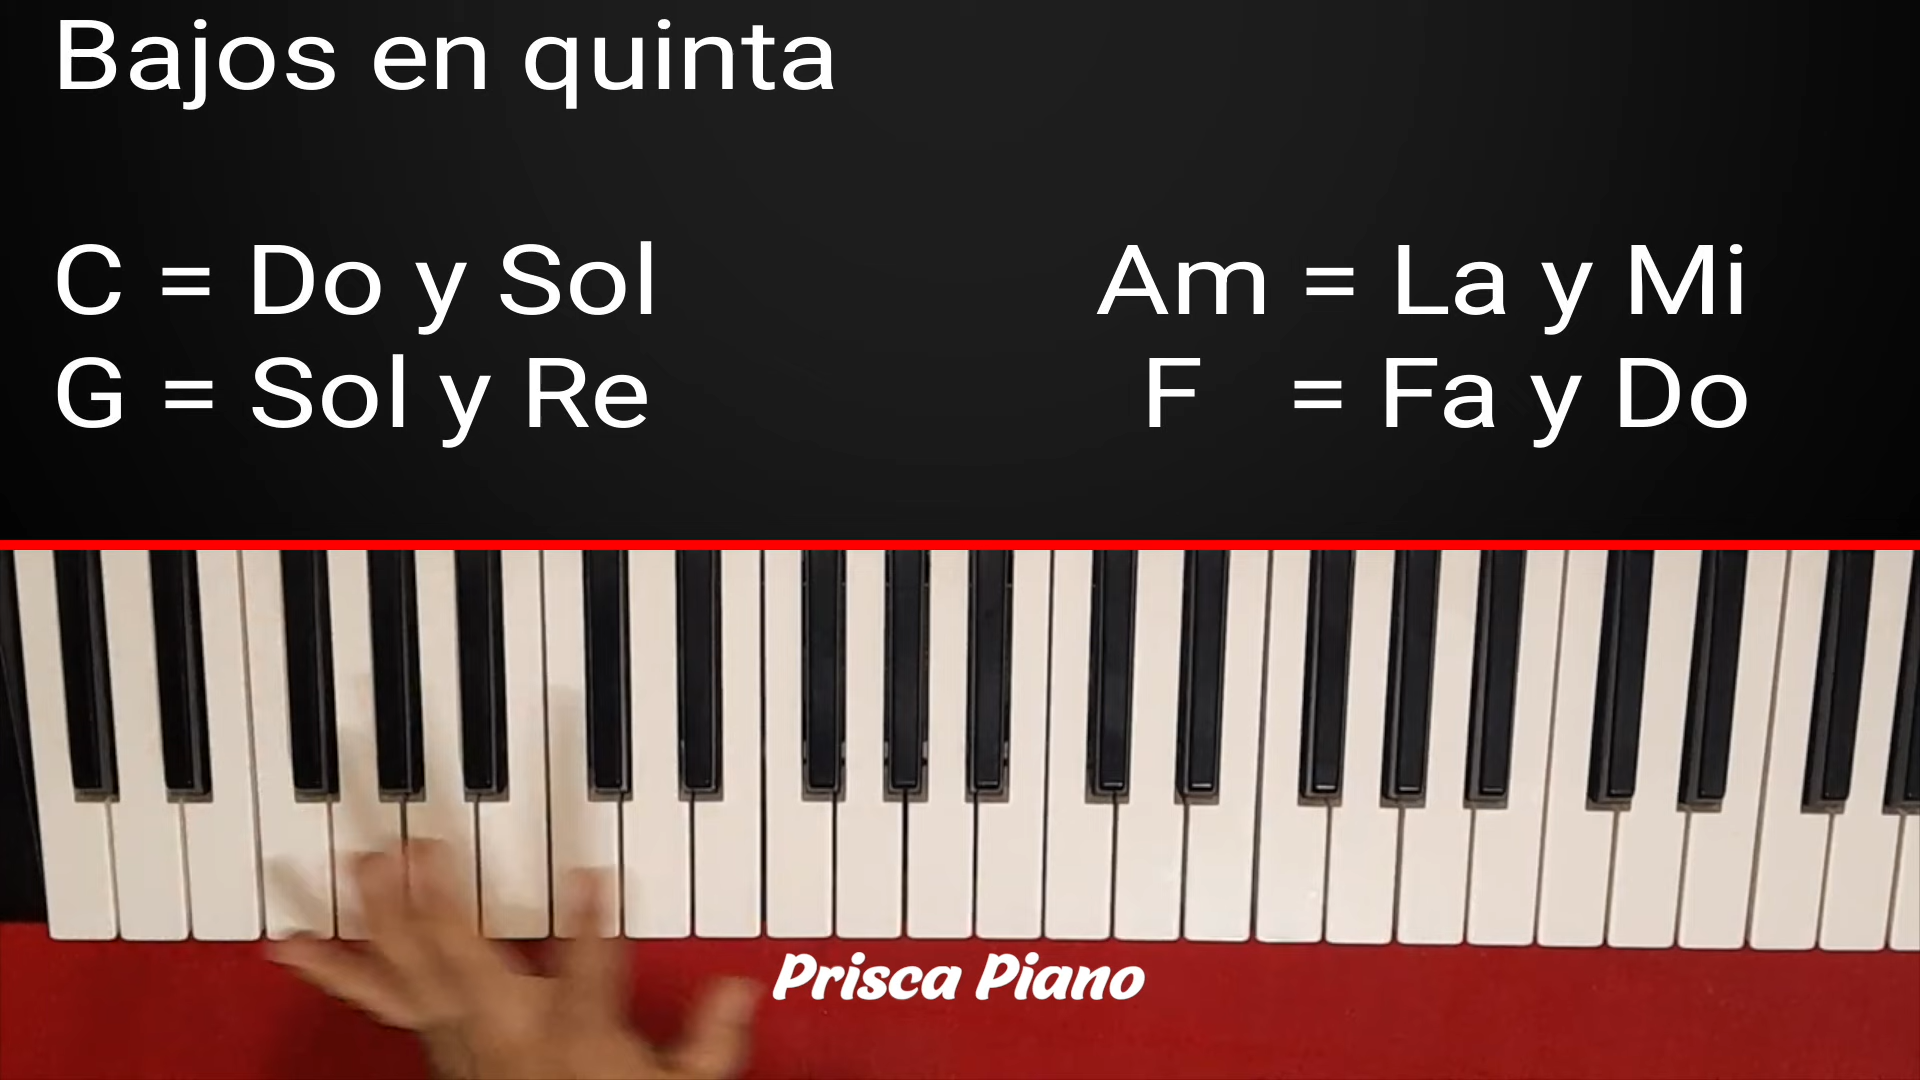 Bajos en quinta
C = Do y Sol
G = Sol y Re
Am = La y Mi
F = Fa y Do
Prisca Piano